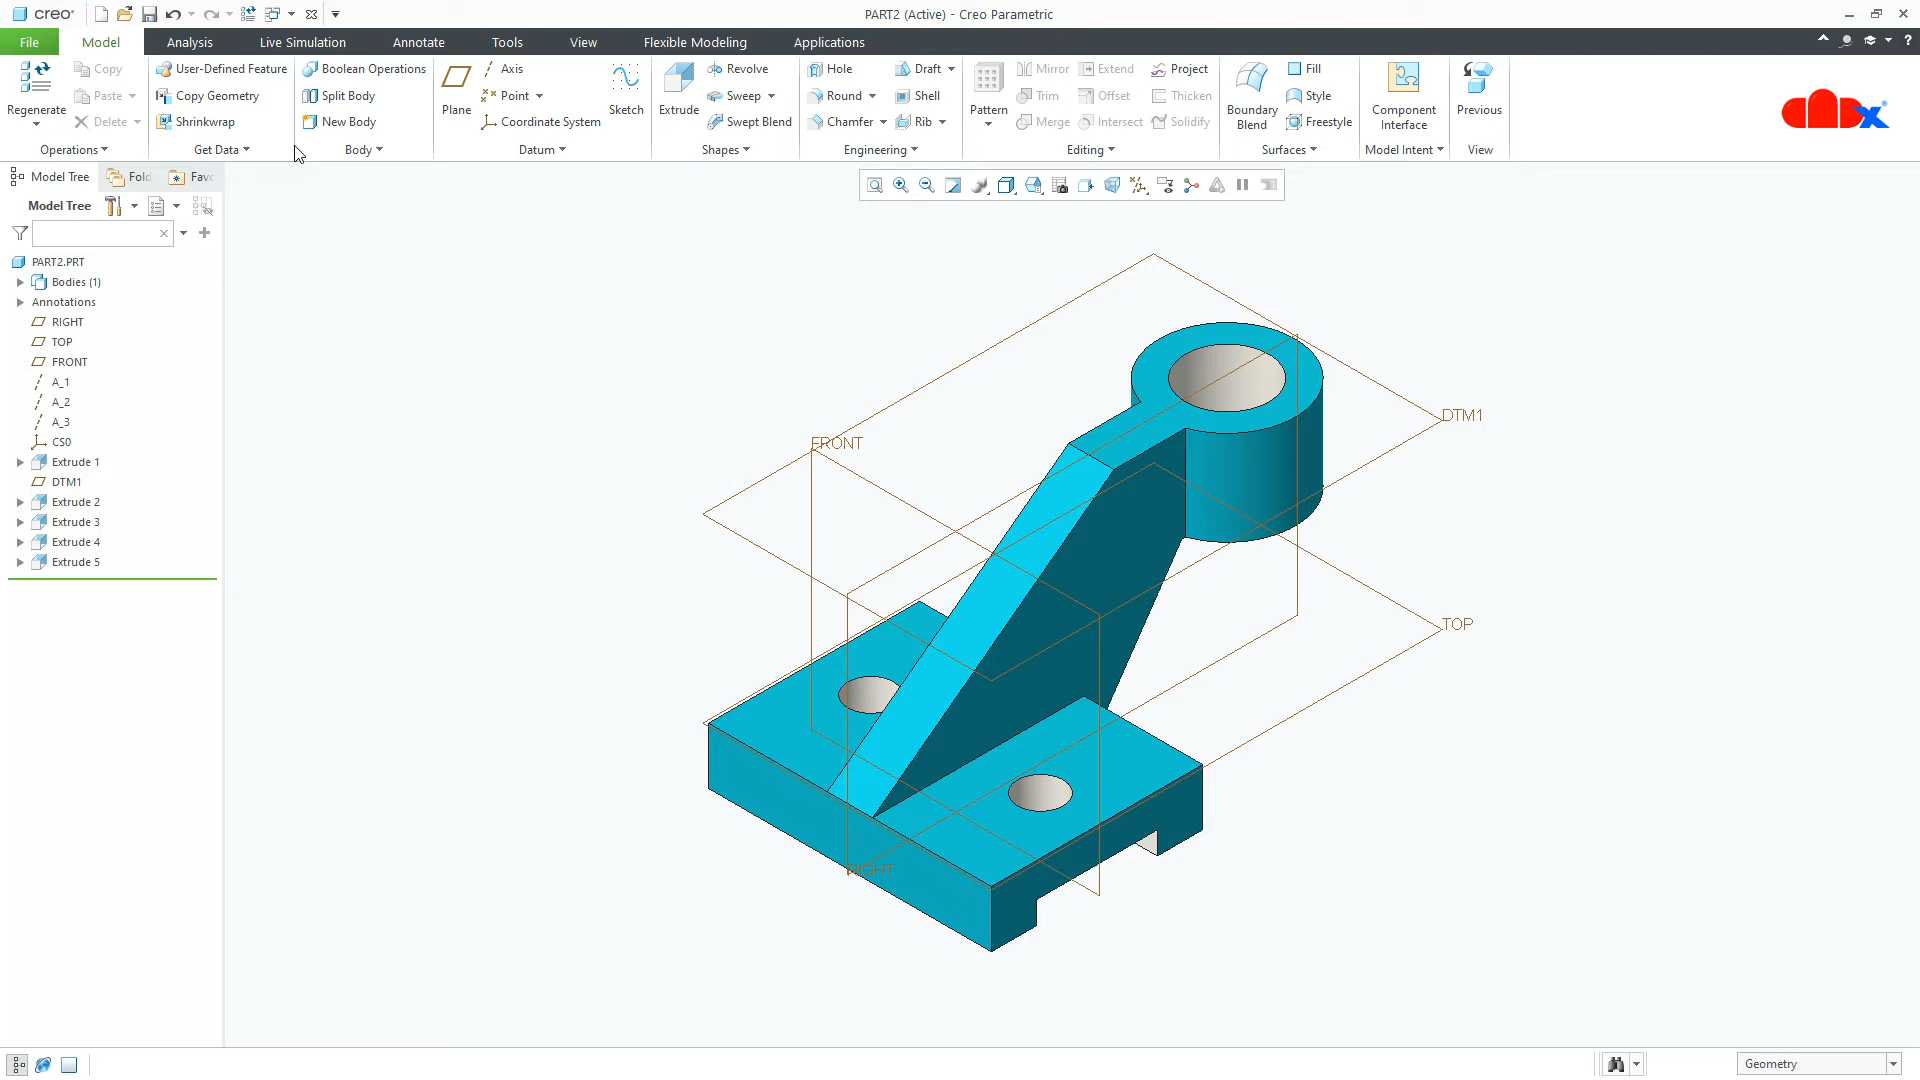 creo®
PART2 (Active) - Creo Parametric
File Model Analysis Live Simulation Annotate Tools View Flexible Modeling Applications
Regenerate
Copy
Paste
Delete
Operations
User-Defined Feature
Copy Geometry
Shrinkwrap
Get Data
Boolean Operations
Split Body
New Body
Body
Plane
Axis
Point
Coordinate System
Sketch
Datum
Extrude
Revolve
Sweep
Swept Blend
Shapes
Hole
Round
Chamfer
Draft
Shell
Rib
Engineering
Pattern
Mirror
Trim
Merge
Extend
Offset
Intersect
Project
Thicken
Solidify
Editing
Boundary
Blend
Fill
Style
Freestyle
Surfaces
Component
Interface
Model Intent
Previous
View
Model Tree Fold Favo
Model Tree
PART2.PRT
Bodies (1)
Annotations
RIGHT
TOP
FRONT
A_1
A_2
A_3
CS0
Extrude 1
DTM1
Extrude 2
Extrude 3
Extrude 4
Extrude 5
DTM1
FRONT
TOP
RIGHT
Geometry